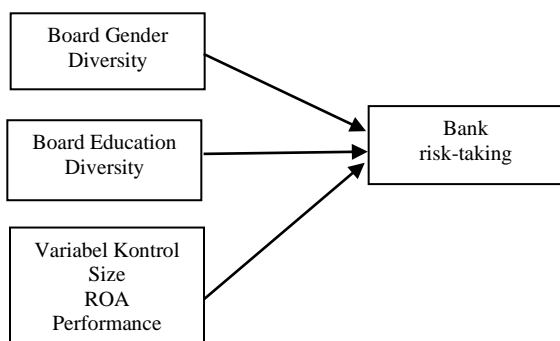 Board Gender
Diversity
Board Education
Diversity
Variabel Kontrol
Size
ROA
Performance
Bank
risk-taking